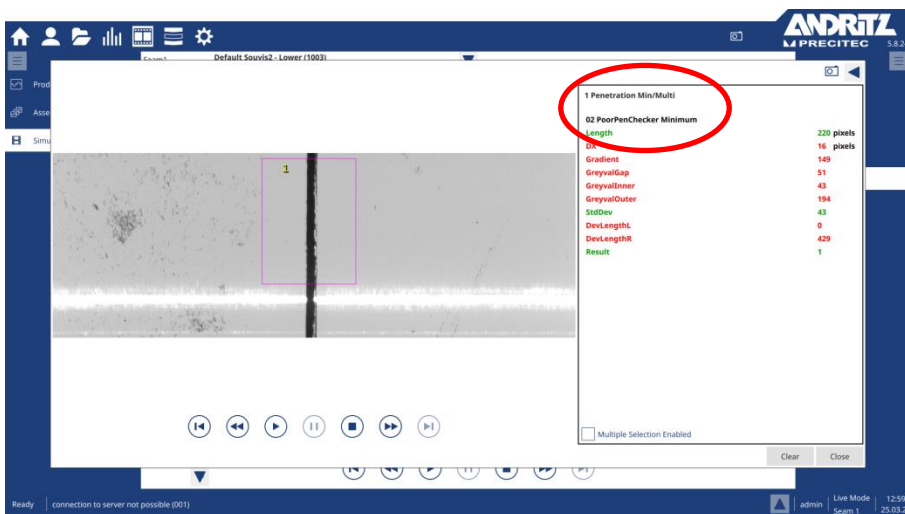 ANDRITZ
PRECITEC
5.8.2
Seam1
Default Souvis2 - Lower (1003)
Prod
Asse
Simu
1 Penetration Min/Multi
02 PoorPenChecker Minimum
Length 220 pixels
DX 16 pixels
Gradient 149
GreyvalGap 51
GreyvalInner 43
GreyvalOuter 194
StdDev 43
DevLengthL 0
DevLengthR 429
Result 1
1
Multiple Selection Enabled
Clear Close
Ready connection to server not possible (001)
admin Live Mode 12:59
Seam 1 25.03.2